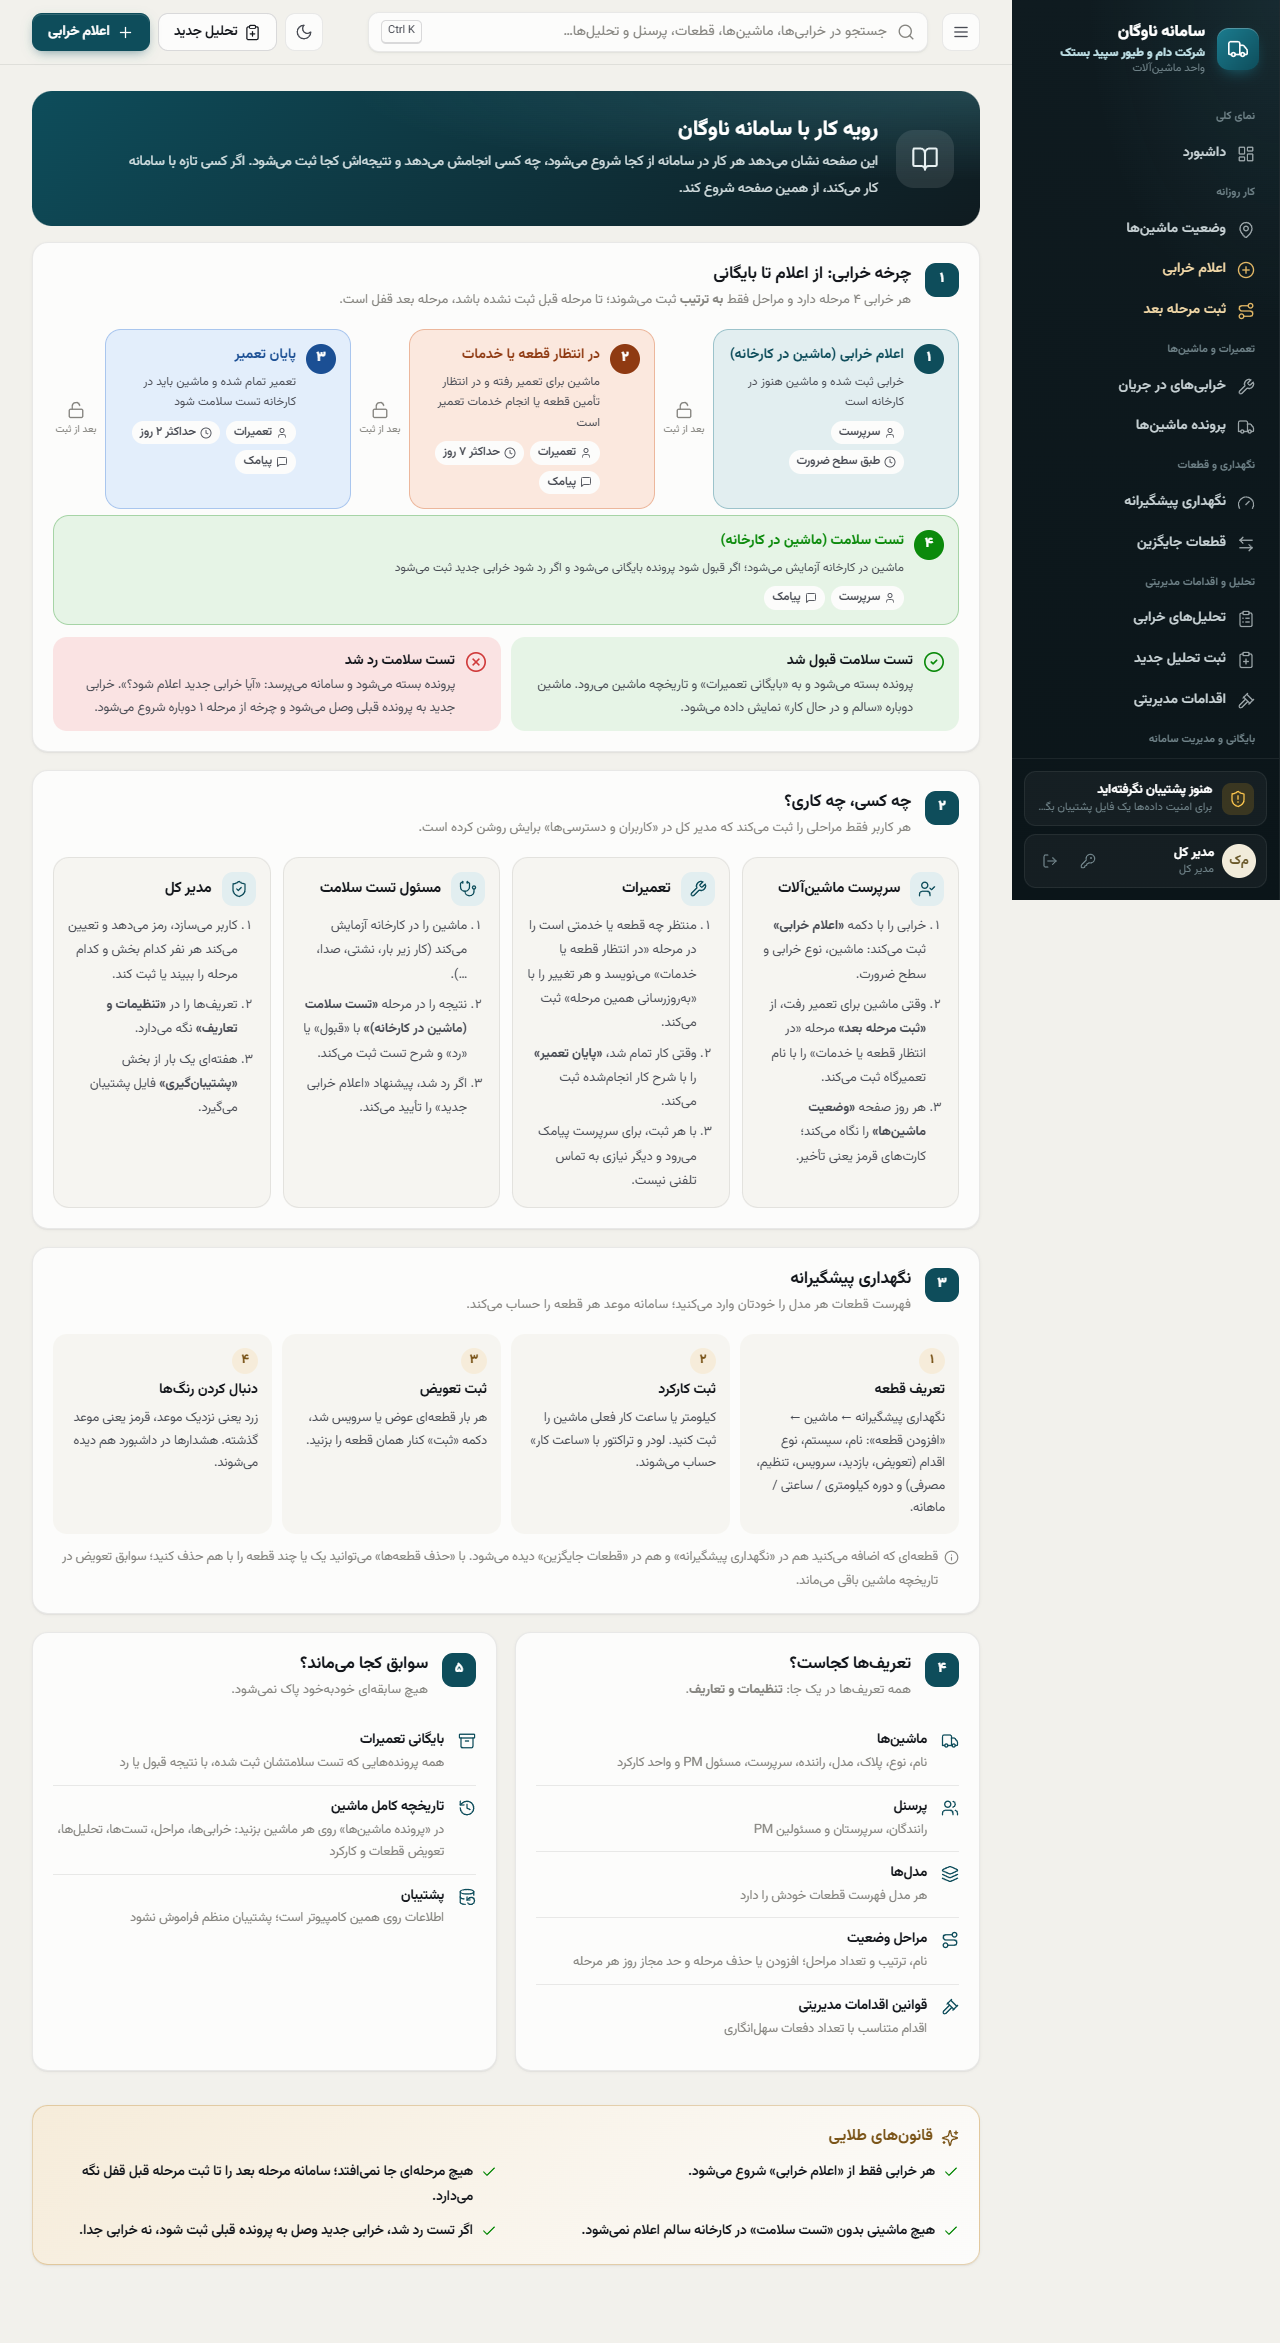 سامانه ناوگان
شرکت دام و طیور سپید بستک
واحد ماشین‌آلات
نمای کلی
داشبورد
کار روزانه
وضعیت ماشین‌ها
اعلام خرابی
ثبت مرحله بعد
تعمیرات و ماشین‌ها
خرابی‌های در جریان
پرونده ماشین‌ها
نگهداری و قطعات
نگهداری پیشگیرانه
قطعات جایگزین
تحلیل و اقدامات مدیریتی
تحلیل‌های خرابی
ثبت تحلیل جدید
اقدامات مدیریتی
بایگانی و مدیریت سامانه
هنوز پشتیبان نگرفته‌اید
برای امنیت داده‌ها یک فایل پشتیبان بگ...
م‌ک
مدیر کل
مدیر کل
جستجو در خرابی‌ها، ماشین‌ها، قطعات، پرسنل و تحلیل‌ها...
Ctrl K
تحلیل جدید
اعلام خرابی
رویه کار با سامانه ناوگان
این صفحه نشان می‌دهد هر کار در سامانه از کجا شروع می‌شود، چه کسی انجامش می‌دهد و نتیجه‌اش کجا ثبت می‌شود. اگر کسی تازه با سامانه
کار می‌کند، از همین صفحه شروع کند.
۱
چرخه خرابی: از اعلام تا بایگانی
هر خرابی ۴ مرحله دارد و مراحل فقط به ترتیب ثبت می‌شوند؛ تا مرحله قبل ثبت نشده باشد، مرحله بعد قفل است.
۱
اعلام خرابی (ماشین در کارخانه)
خرابی ثبت شده و ماشین هنوز در
کارخانه است
سرپرست
طبق سطح ضرورت
بعد از ثبت
۲
در انتظار قطعه یا خدمات
ماشین برای تعمیر رفته و در انتظار
تأمین قطعه یا انجام خدمات تعمیر
است
تعمیرات
حداکثر ۷ روز
پیامک
بعد از ثبت
۳
پایان تعمیر
تعمیر تمام شده و ماشین باید در
کارخانه تست سلامت شود
تعمیرات
حداکثر ۲ روز
پیامک
بعد از ثبت
۴
تست سلامت (ماشین در کارخانه)
ماشین در کارخانه آزمایش می‌شود؛ اگر قبول شود پرونده بایگانی می‌شود و اگر رد شود خرابی جدید ثبت می‌شود
سرپرست
پیامک
تست سلامت قبول شد
پرونده بسته می‌شود و به «بایگانی تعمیرات» و تاریخچه ماشین می‌رود. ماشین
دوباره «سالم و در حال کار» نمایش داده می‌شود.
تست سلامت رد شد
پرونده بسته می‌شود و سامانه می‌پرسد: «آیا خرابی جدید اعلام شود؟». خرابی
جدید به پرونده قبلی وصل می‌شود و چرخه از مرحله ۱ دوباره شروع می‌شود.
۲
چه کسی، چه کاری؟
هر کاربر فقط مراحلی را ثبت می‌کند که مدیر کل در «کاربران و دسترسی‌ها» برایش روشن کرده است.
سرپرست ماشین‌آلات
۱. خرابی را با دکمه «اعلام خرابی»
ثبت می‌کند: ماشین، نوع خرابی و
سطح ضرورت.
۲. وقتی ماشین برای تعمیر رفت، از
«ثبت مرحله بعد» مرحله «در
انتظار قطعه یا خدمات» را با نام
تعمیرگاه ثبت می‌کند.
۳. هر روز صفحه «وضعیت
ماشین‌ها» را نگاه می‌کند؛
کارت‌های قرمز یعنی تأخیر.
تعمیرات
۱. منتظر چه قطعه یا خدمتی است را
در مرحله «در انتظار قطعه یا
خدمات» می‌نویسد و هر تغییر را با
«به‌روزرسانی همین مرحله» ثبت
می‌کند.
۲. وقتی کار تمام شد، «پایان تعمیر»
را با شرح کار انجام‌شده ثبت
می‌کند.
۳. با هر ثبت، برای سرپرست پیامک
می‌رود و دیگر نیازی به تماس
تلفنی نیست.
مسئول تست سلامت
۱. ماشین را در کارخانه آزمایش
می‌کند (کار زیر بار، نشتی، صدا،
...).
۲. نتیجه را در مرحله «تست سلامت
(ماشین در کارخانه)» با «قبول» یا
«رد» و شرح تست ثبت می‌کند.
۳. اگر رد شد، پیشنهاد «اعلام خرابی
جدید» را تأیید می‌کند.
مدیر کل
۱. کاربر می‌سازد، رمز می‌دهد و تعیین
می‌کند هر نفر کدام بخش و کدام
مرحله را ببیند یا ثبت کند.
۲. تعریف‌ها را در «تنظیمات و
تعاریف» نگه می‌دارد.
۳. هفته‌ای یک بار از بخش
«پشتیبان‌گیری» فایل پشتیبان
می‌گیرد.
۳
نگهداری پیشگیرانه
فهرست قطعات هر مدل را خودتان وارد می‌کنید؛ سامانه موعد هر قطعه را حساب می‌کند.
۱
تعریف قطعه
نگهداری پیشگیرانه ← ماشین ←
«افزودن قطعه»: نام، سیستم، نوع
اقدام (تعویض، بازدید، سرویس، تنظیم،
مصرفی) و دوره کیلومتری / ساعتی /
ماهانه.
۲
ثبت کارکرد
کیلومتر یا ساعت کار فعلی ماشین را
ثبت کنید. لودر و تراکتور با «ساعت کار»
حساب می‌شوند.
۳
ثبت تعویض
هر بار قطعه‌ای عوض یا سرویس شد،
دکمه «ثبت» کنار همان قطعه را بزنید.
۴
دنبال کردن رنگ‌ها
زرد یعنی نزدیک موعد، قرمز یعنی موعد
گذشته. هشدارها در داشبورد هم دیده
می‌شوند.
قطعه‌ای که اضافه می‌کنید هم در «نگهداری پیشگیرانه» و هم در «قطعات جایگزین» دیده می‌شود. با «حذف قطعه‌ها» می‌توانید یک یا چند قطعه را با هم حذف کنید؛ سوابق تعویض در
تاریخچه ماشین باقی می‌ماند.
۴
تعریف‌ها کجاست؟
همه تعریف‌ها در یک جا: تنظیمات و تعاریف.
ماشین‌ها
نام، نوع، پلاک، مدل، راننده، سرپرست، مسئول PM و واحد کارکرد
پرسنل
رانندگان، سرپرستان و مسئولین PM
مدل‌ها
هر مدل فهرست قطعات خودش را دارد
مراحل وضعیت
نام، ترتیب و تعداد مراحل؛ افزودن یا حذف مرحله و حد مجاز روز هر مرحله
قوانین اقدامات مدیریتی
اقدام متناسب با تعداد دفعات سهل‌انگاری
۵
سوابق کجا می‌ماند؟
هیچ سابقه‌ای خودبه‌خود پاک نمی‌شود.
بایگانی تعمیرات
همه پرونده‌هایی که تست سلامتشان ثبت شده، با نتیجه قبول یا رد
تاریخچه کامل ماشین
در «پرونده ماشین‌ها» روی هر ماشین بزنید: خرابی‌ها، مراحل، تست‌ها، تحلیل‌ها،
تعویض قطعات و کارکرد
پشتیبان
اطلاعات روی همین کامپیوتر است؛ پشتیبان منظم فراموش نشود
قانون‌های طلایی
هر خرابی فقط از «اعلام خرابی» شروع می‌شود.
هیچ مرحله‌ای جا نمی‌افتد؛ سامانه مرحله بعد را تا ثبت مرحله قبل قفل نگه
می‌دارد.
هیچ ماشینی بدون «تست سلامت» در کارخانه سالم اعلام نمی‌شود.
اگر تست رد شد، خرابی جدید وصل به پرونده قبلی ثبت شود، نه خرابی جدا.